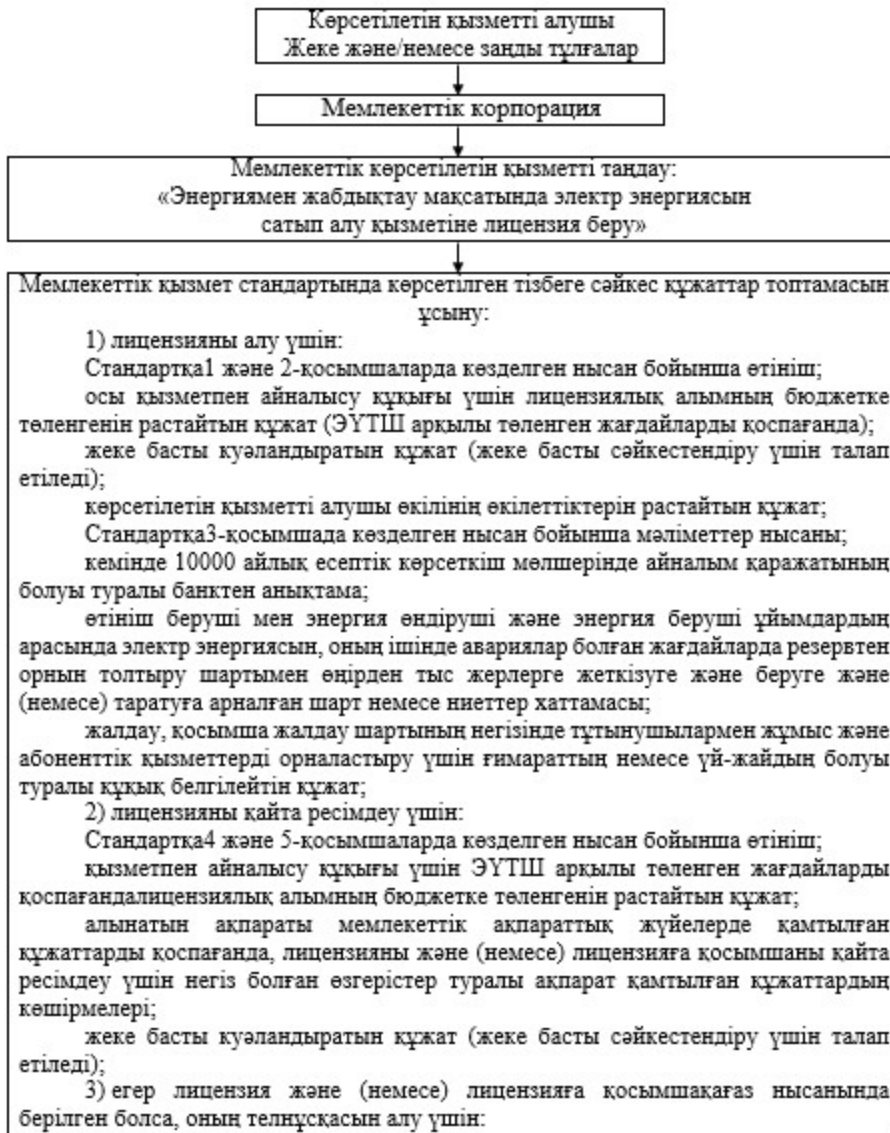 Көрсетілетін қызметті алушы
Жеке және/немесе заңды тұлғалар
Мемлекеттік корпорация
Мемлекеттік көрсетілетін қызметті таңдау:
«Энергиямен жабдықтау мақсатында электр энергиясын
сатып алу қызметіне лицензия беру»
Мемлекеттік қызмет стандартында көрсетілген тізбеге сәйкес құжаттар топтамасын
ұсыну:
1) лицензияны алу үшін:
Стандартқа1 және 2-қосымшаларда көзделген нысан бойынша өтініш;
осы қызметпен айналысу құқығы үшін лицензиялық алымның бюджетке
төленгенін растайтын құжат (ЭҮТШ арқылы төленген жағдайларды қоспағанда);
жеке басты куәландыратын құжат (жеке басты сәйкестендіру үшін талап
етіледі);
көрсетілетін қызметті алушы өкілінің өкілеттіктерін растайтын құжат;
Стандартқа3-қосымшада көзделген нысан бойынша мәліметтер нысаны;
кемінде 10000 айлық есептік көрсеткіш мөлшерінде айналым қаражатының
болуы туралы банктен анықтама;
өтініш беруші мен энергия өндіруші және энергия беруші ұйымдардың
арасында электр энергиясын, оның ішінде авариялар болған жағдайларда резервтен
орнын толтыру шартымен өңірден тыс жерлерге жеткізуге және беруге және
(немесе) таратуға арналған шарт немесе ниеттер хаттамасы;
жалдау, қосымша жалдау шартының негізінде тұтынушылармен жұмыс және
абоненттік қызметтерді орналастыру үшін ғимараттың немесе үй-жайдың болуы
туралы құқық белгілейтін құжат;
2) лицензияны қайта ресімдеу үшін:
Стандартқа4 және 5-қосымшаларда көзделген нысан бойынша өтініш;
қызметпен айналысу құқығы үшін ЭҮТШ арқылы төленген жағдайларды
қоспағандалицензиялық алымның бюджетке төленгенін растайтын құжат;
алынатын ақпараты мемлекеттік ақпараттық жүйелерде қамтылған
құжаттарды қоспағанда, лицензияны және (немесе) лицензияға қосымшаны қайта
ресімдеу үшін негіз болған өзгерістер туралы ақпарат қамтылған құжаттардың
көшірмелері;
жеке басты куәландыратын құжат (жеке басты сәйкестендіру үшін талап
етіледі);
3) егер лицензия және (немесе) лицензияға қосымшақағаз нысанында
берілген болса, оның телнұсқасын алу үшін: